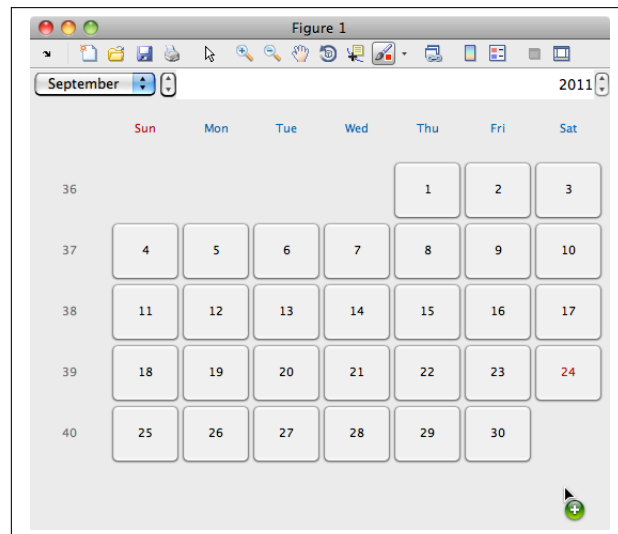 Figure 1
September 2011
Sun Mon Tue Wed Thu Fri Sat
36 1 2 3
37 4 5 6 7 8 9 10
38 11 12 13 14 15 16 17
39 18 19 20 21 22 23 24
40 25 26 27 28 29 30